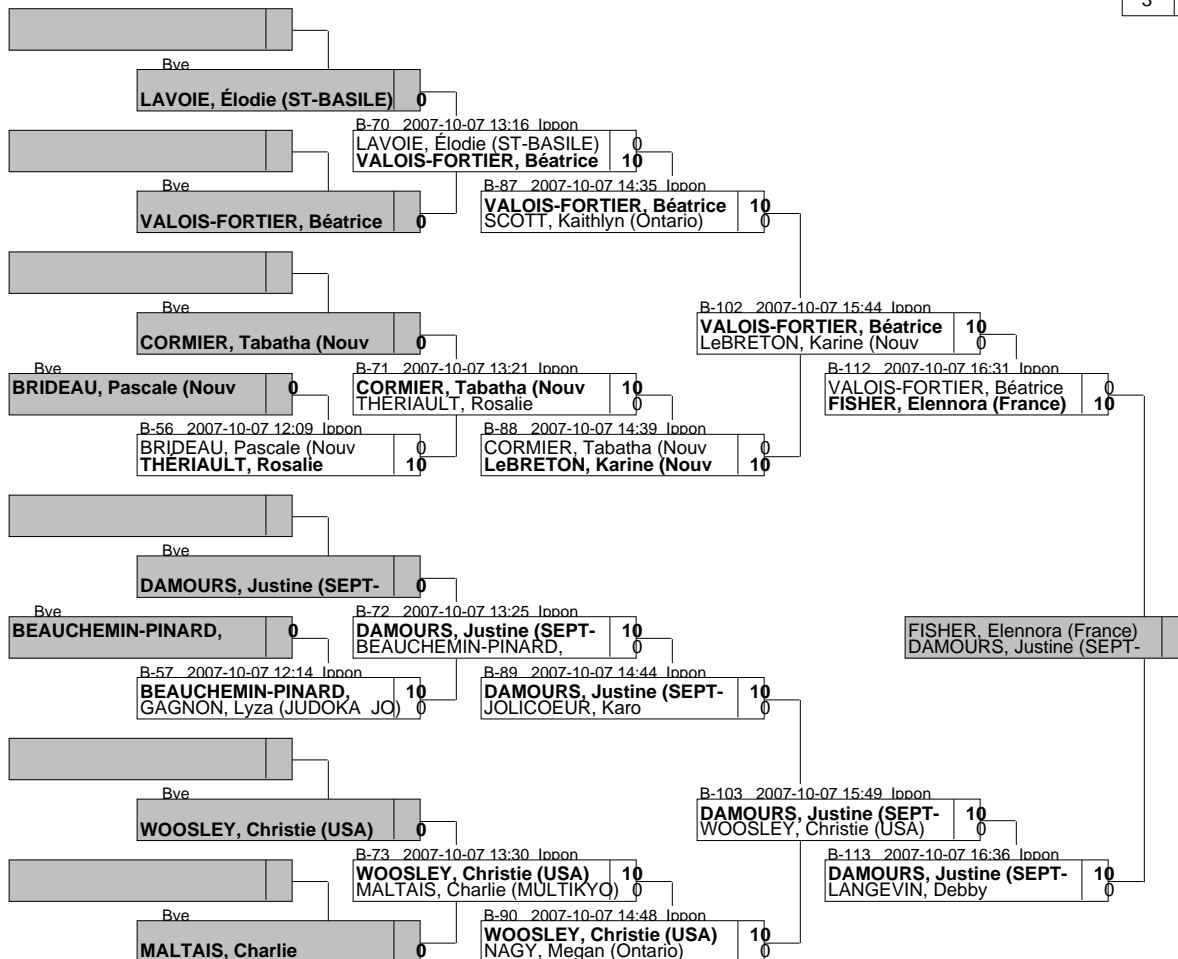 3
Bye
LAVOIE, Élodie (ST-BASILE) 0
B-70 2007-10-07 13:16 Ippon
LAVOIE, Élodie (ST-BASILE) 0
VALOIS-FORTIER, Béatrice 10
Bye
VALOIS-FORTIER, Béatrice 0
B-87 2007-10-07 14:35 Ippon
VALOIS-FORTIER, Béatrice 10
SCOTT, Kaithlyn (Ontario) 0
Bye
CORMIER, Tabatha (Nouv 0
B-102 2007-10-07 15:44 Ippon
VALOIS-FORTIER, Béatrice 10
LeBRETON, Karine (Nouv 0
Bye
BRIDEAU, Pascale (Nouv 0
B-71 2007-10-07 13:21 Ippon
CORMIER, Tabatha (Nouv 10
THÉRIAULT, Rosalie 0
B-112 2007-10-07 16:31 Ippon
VALOIS-FORTIER, Béatrice 0
FISHER, Elennora (France) 10
B-56 2007-10-07 12:09 Ippon
BRIDEAU, Pascale (Nouv 0
THÉRIAULT, Rosalie 10
B-88 2007-10-07 14:39 Ippon
CORMIER, Tabatha (Nouv 0
LeBRETON, Karine (Nouv 10
Bye
DAMOURS, Justine (SEPT- 0
Bye
BEAUCHEMIN-PINARD, 0
B-72 2007-10-07 13:25 Ippon
DAMOURS, Justine (SEPT- 10
BEAUCHEMIN-PINARD, 0
FISHER, Elennora (France)
DAMOURS, Justine (SEPT-
B-57 2007-10-07 12:14 Ippon
BEAUCHEMIN-PINARD, 10
GAGNON, Lyza (JUDOKA JO) 0
B-89 2007-10-07 14:44 Ippon
DAMOURS, Justine (SEPT- 10
JOLICOEUR, Karo 0
Bye
WOOSLEY, Christie (USA) 0
B-103 2007-10-07 15:49 Ippon
DAMOURS, Justine (SEPT- 10
WOOSLEY, Christie (USA) 0
B-73 2007-10-07 13:30 Ippon
WOOSLEY, Christie (USA) 10
MALTAIS, Charlie (MULTIKYO) 0
B-113 2007-10-07 16:36 Ippon
DAMOURS, Justine (SEPT- 10
LANGEVIN, Debby 0
Bye
MALTAIS, Charlie 0
B-90 2007-10-07 14:48 Ippon
WOOSLEY, Christie (USA) 10
NAGY, Megan (Ontario) 0